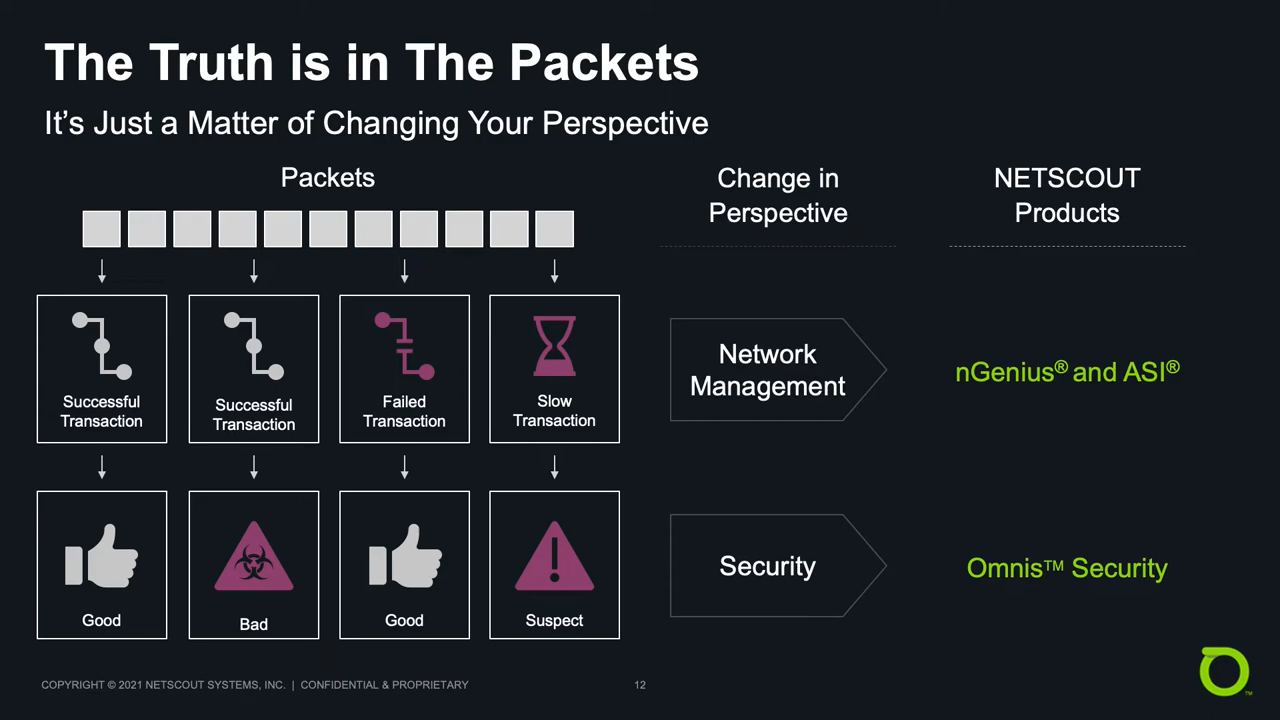 The Truth is in The Packets
It's Just a Matter of Changing Your Perspective
Packets
Change in
Perspective
NETSCOUT
Products
Successful
Transaction
Successful
Transaction
Failed
Transaction
Slow
Transaction
Network
Management
nGenius® and ASI®
Good
Bad
Good
Suspect
Security
Omnis™ Security
COPYRIGHT © 2021 NETSCOUT SYSTEMS, INC. | CONFIDENTIAL & PROPRIETARY
12
™